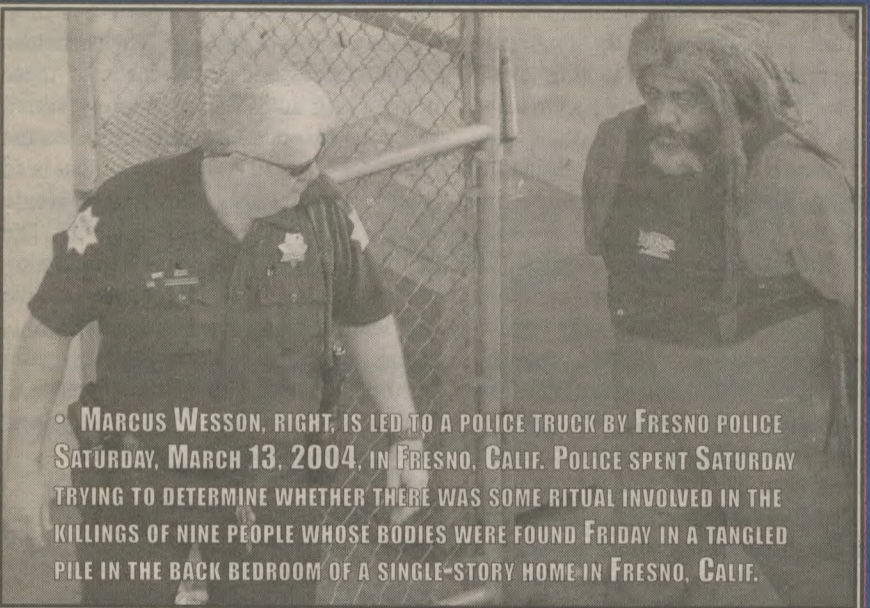 • MARCUS WESSON, RIGHT, IS LED TO A POLICE TRUCK BY FRESNO POLICE
SATURDAY, MARCH 13, 2004, IN FRESNO, CALIF. POLICE SPENT SATURDAY
TRYING TO DETERMINE WHETHER THERE WAS SOME RITUAL INVOLVED IN THE
KILLINGS OF NINE PEOPLE WHOSE BODIES WERE FOUND FRIDAY IN A TANGLED
PILE IN THE BACK BEDROOM OF A SINGLE-STORY HOME IN FRESNO, CALIF.